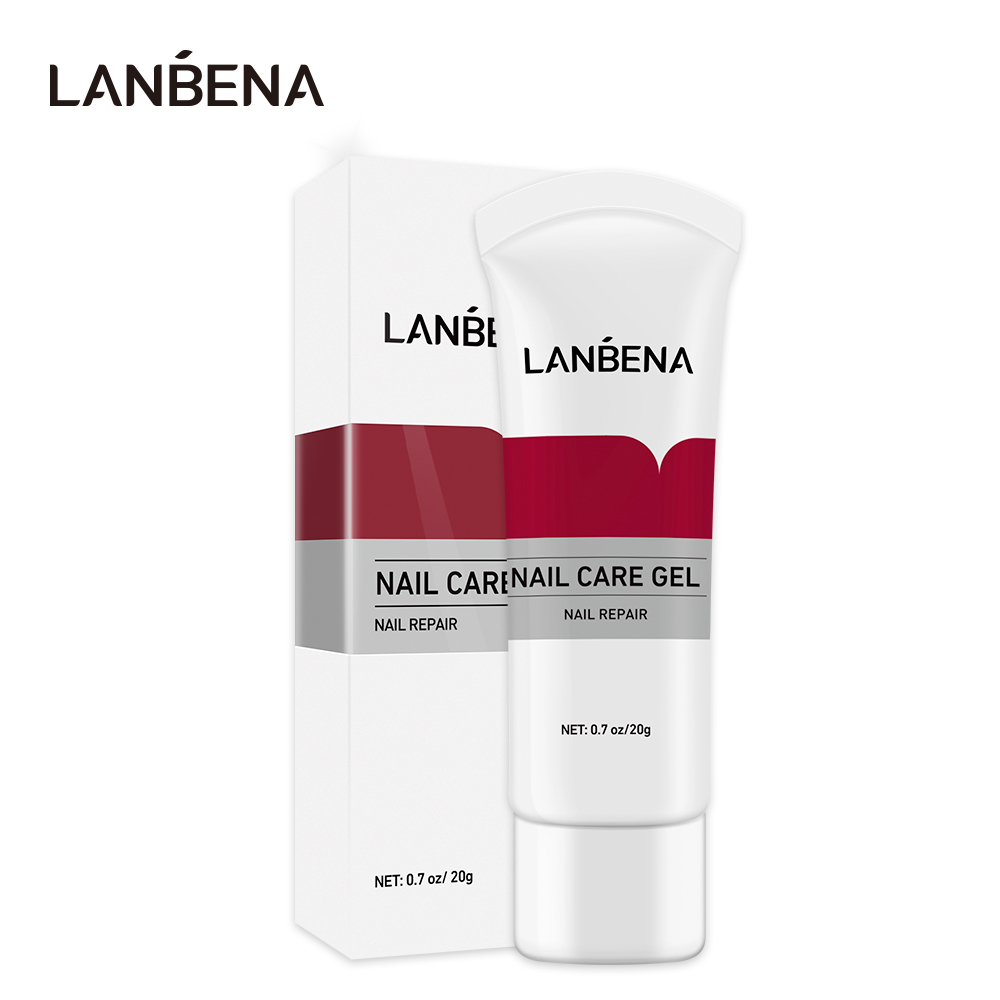 LANBENA
LANBE
NAIL CARE
NAIL REPAIR
NET: 0.7 oz/ 20g
LANBENA
NAIL CARE GEL
NAIL REPAIR
NET: 0.7 oz/20g